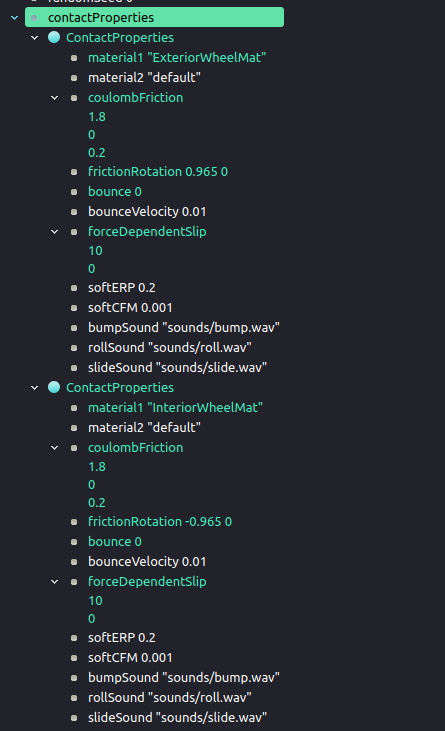 randomSeed 0
contactProperties
ContactProperties
material1 "ExteriorWheelMat"
material2 "default"
coulombFriction
1.8
0
0.2
frictionRotation 0.965 0
bounce 0
bounceVelocity 0.01
forceDependentSlip
10
0
softERP 0.2
softCFM 0.001
bumpSound "sounds/bump.wav"
rollSound "sounds/roll.wav"
slideSound "sounds/slide.wav"
ContactProperties
material1 "InteriorWheelMat"
material2 "default"
coulombFriction
1.8
0
0.2
frictionRotation -0.965 0
bounce 0
bounceVelocity 0.01
forceDependentSlip
10
0
softERP 0.2
softCFM 0.001
bumpSound "sounds/bump.wav"
rollSound "sounds/roll.wav"
slideSound "sounds/slide.wav"